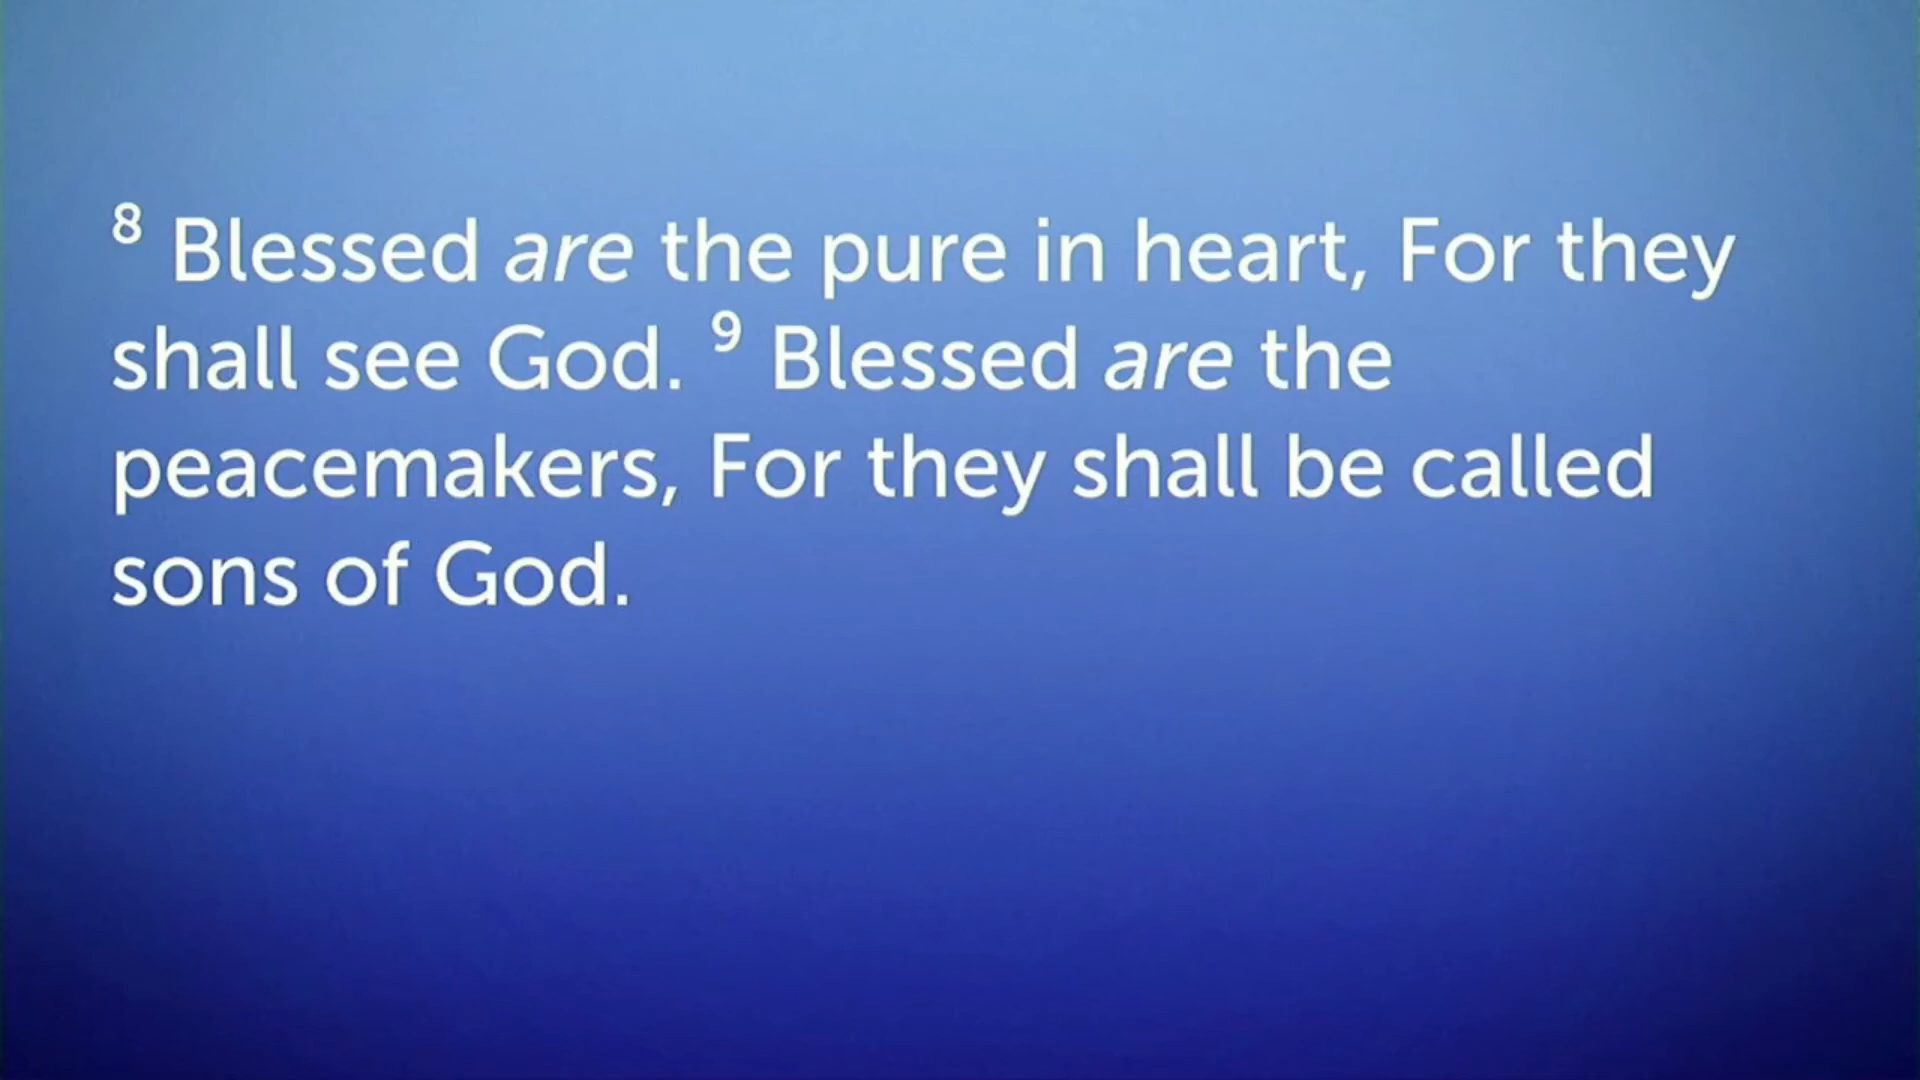 8 Blessed are the pure in heart, For they
shall see God. 9 Blessed are the
peacemakers, For they shall be called
sons of God.